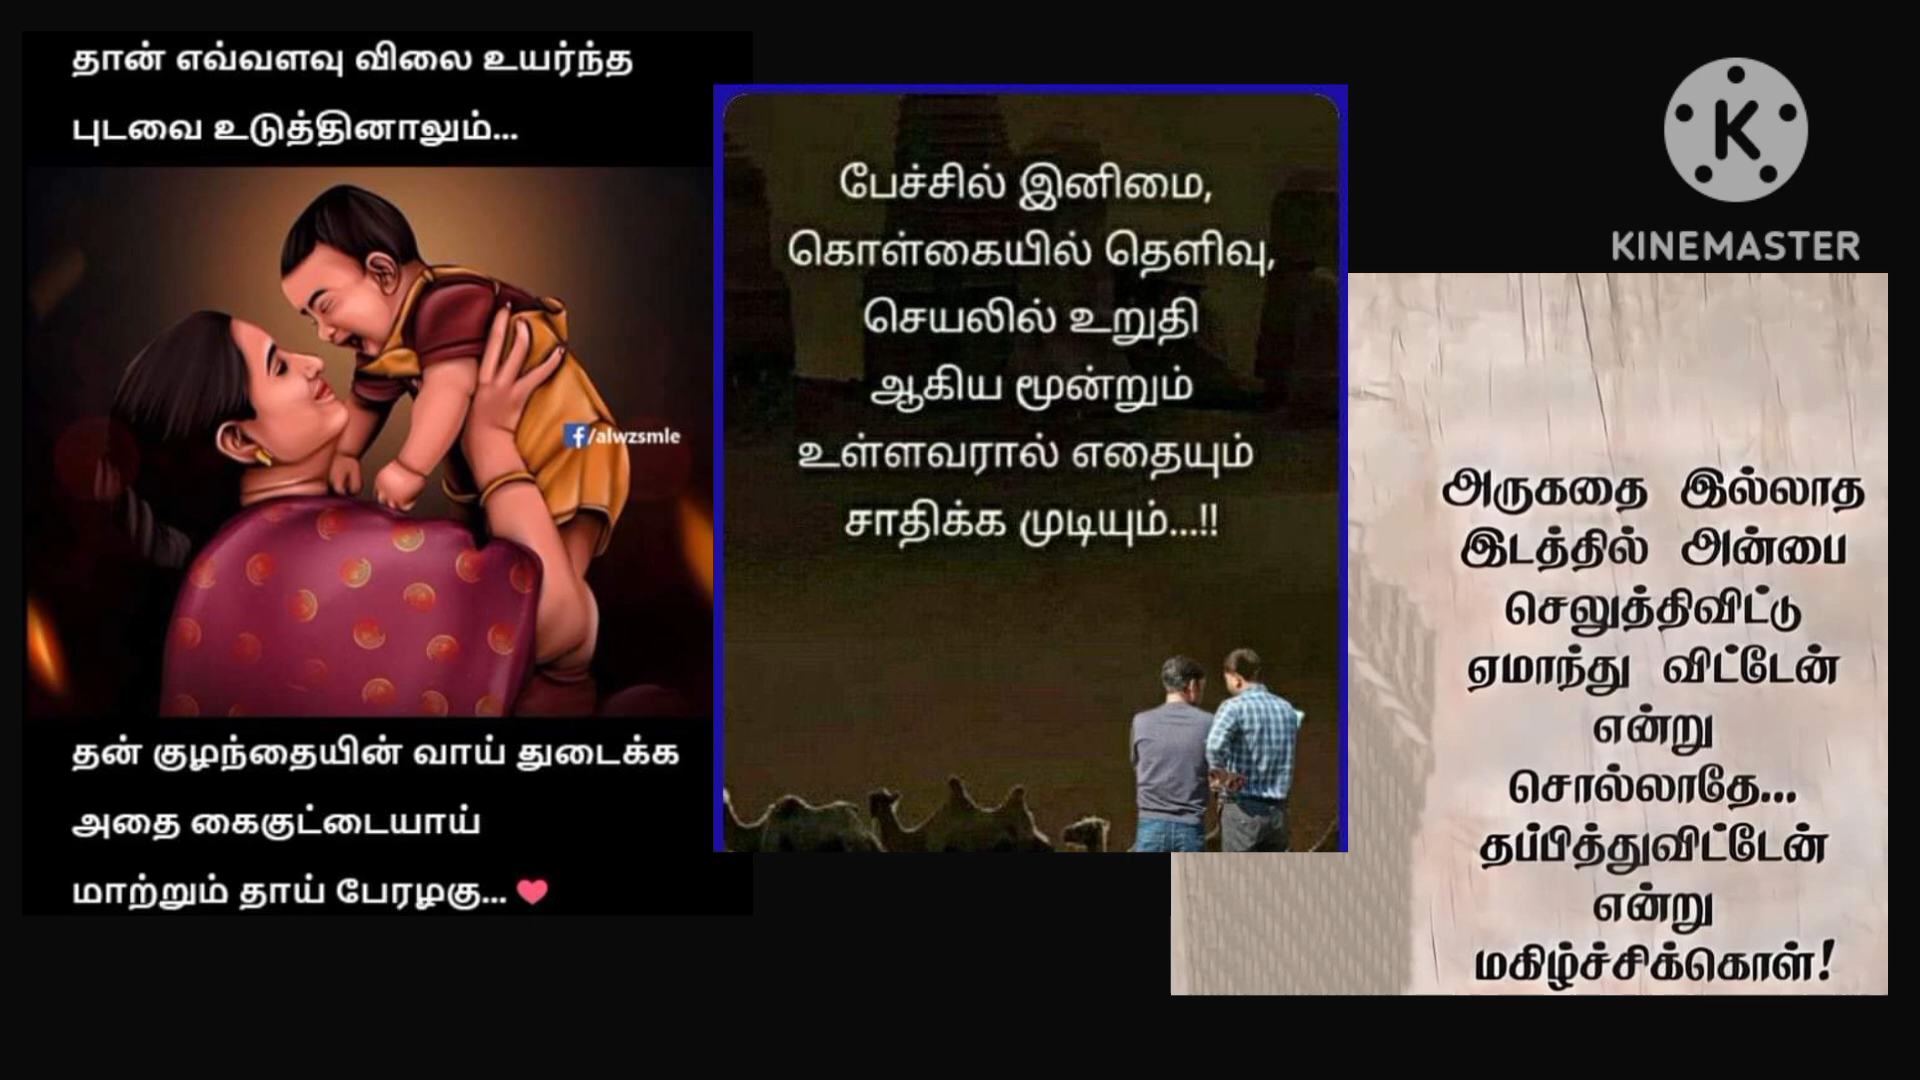 தான் எவ்வளவு விலை உயர்ந்த
புடவை உடுத்தினாலும்...
f/alwzsmle
தன் குழந்தையின் வாய் துடைக்க
அதை கைகுட்டையாய்
மாற்றும் தாய் பேரழகு...
பேச்சில் இனிமை,
கொள்கையில் தெளிவு,
செயலில் உறுதி
ஆகிய மூன்றும்
உள்ளவரால் எதையும்
சாதிக்க முடியும்...!!
K
KINEMASTER
அருகதை இல்லாத
இடத்தில் அன்பை
செலுத்திவிட்டு
ஏமாந்து விட்டேன்
என்று
சொல்லாதே...
தப்பித்துவிட்டேன்
என்று
மகிழ்ச்சிக்கொள்!